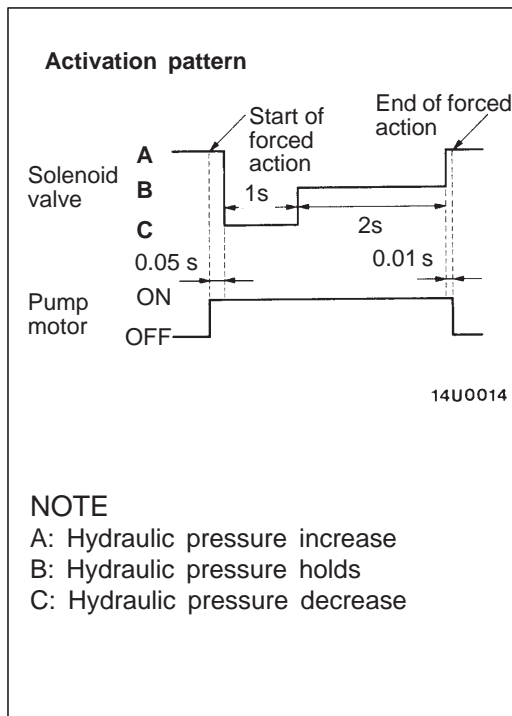 Activation pattern
Start of
forced
action
End of forced
action
Solenoid
valve
A
B
C
1s
2s
0.05 s
0.01 s
Pump
motor
ON
OFF
14U0014
NOTE
A: Hydraulic pressure increase
B: Hydraulic pressure holds
C: Hydraulic pressure decrease